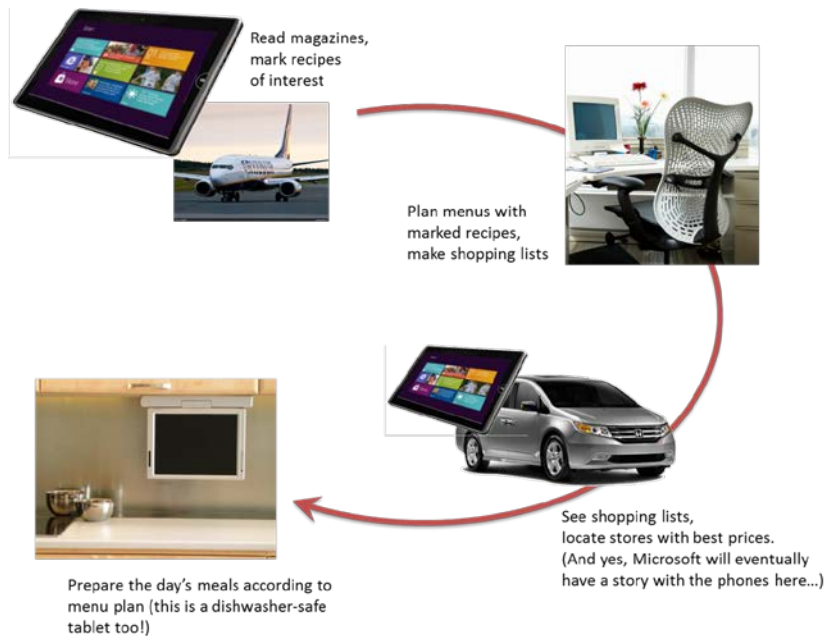 Read magazines,
mark recipes
of interest
Plan menus with
marked recipes,
make shopping lists
See shopping lists,
locate stores with best prices.
(And yes, Microsoft will eventually
have a story with the phones here...)
Prepare the day's meals according to
menu plan (this is a dishwasher-safe
tablet too!)